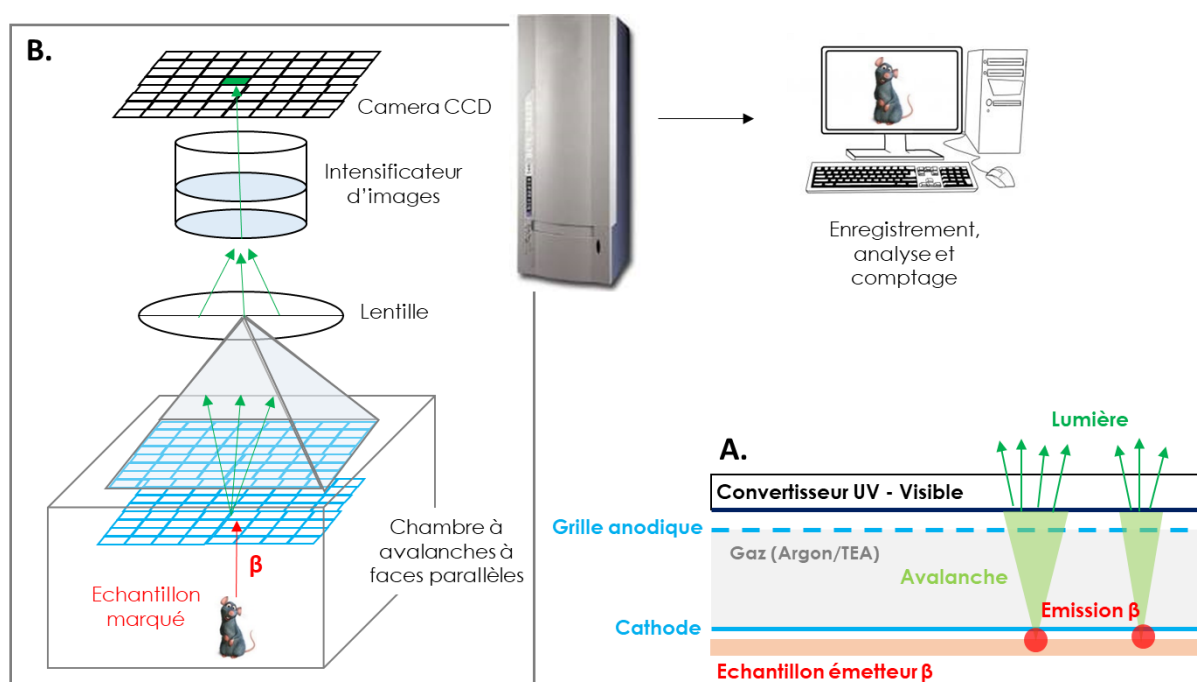 B.
Camera CCD
Intensificateur
d'images
Lentille
Chambre à
avalanches à
faces parallèles
β
Echantillon
marqué
Enregistrement,
analyse et
comptage
A.
Lumière
Convertisseur UV - Visible
Grille anodique
Gaz (Argon/TEA)
Avalanche
Emission β
Cathode
Echantillon émetteur β